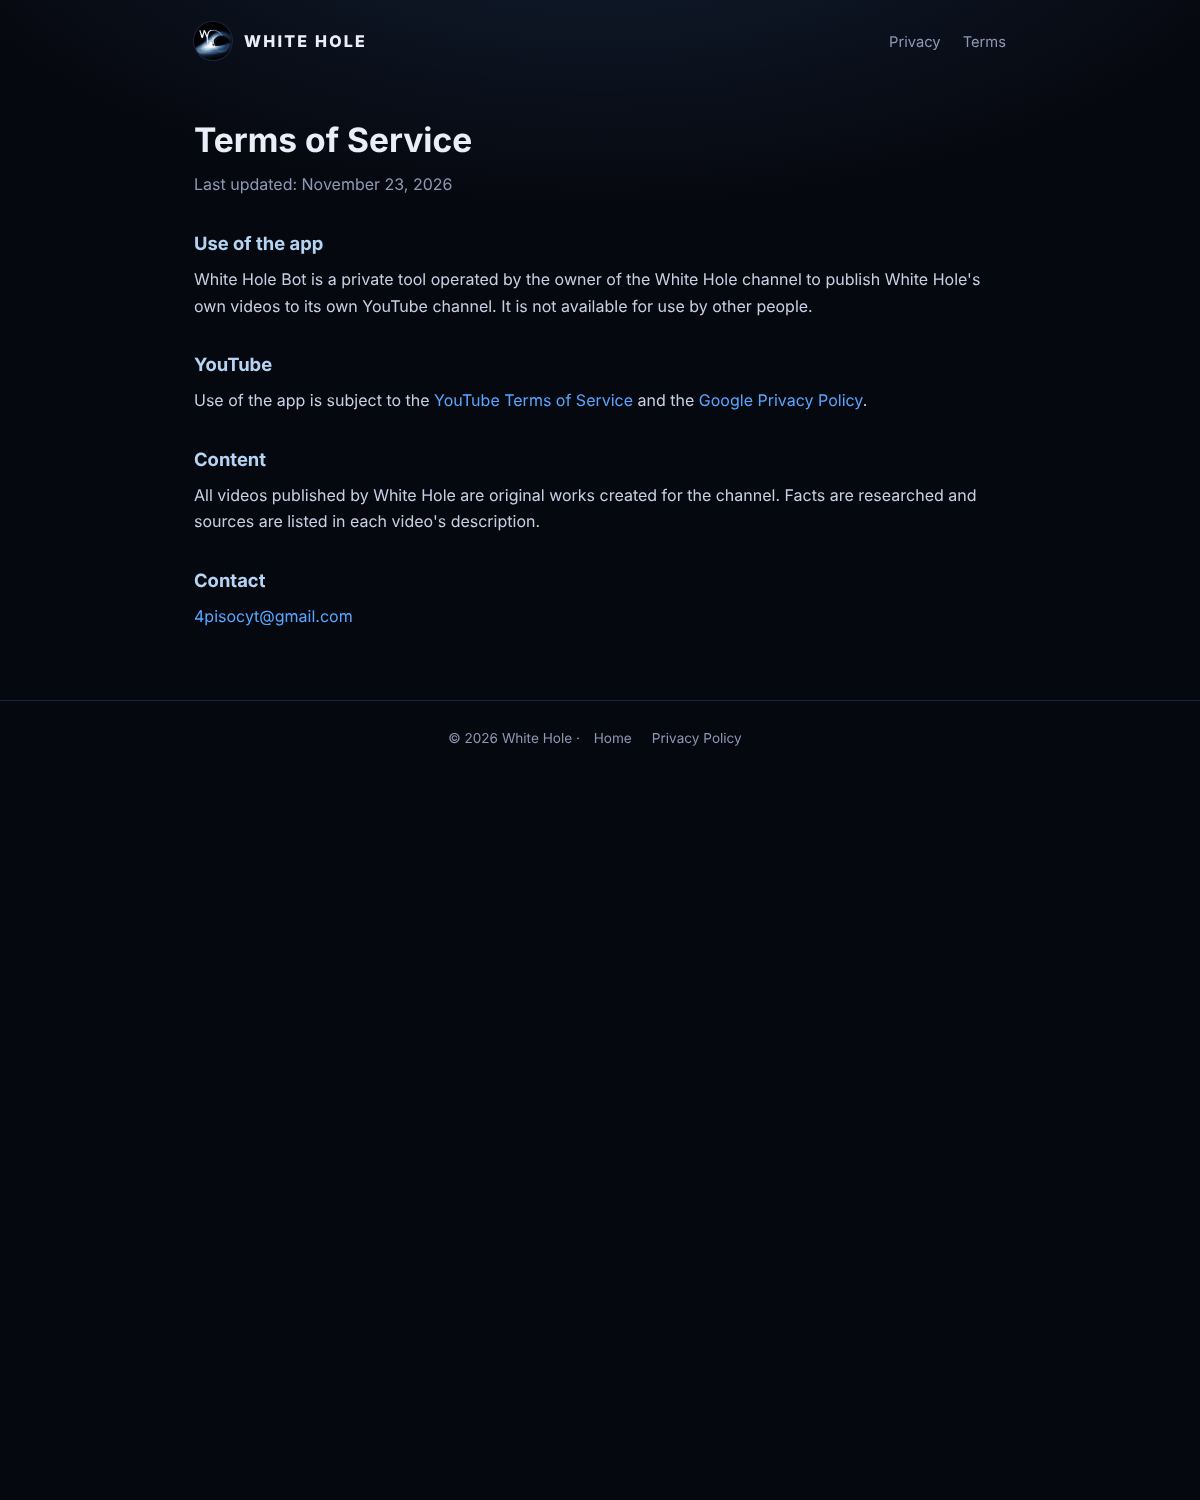 WHITE HOLE
Privacy Terms
Terms of Service
Last updated: November 23, 2026
Use of the app
White Hole Bot is a private tool operated by the owner of the White Hole channel to publish White Hole's
own videos to its own YouTube channel. It is not available for use by other people.
YouTube
Use of the app is subject to the YouTube Terms of Service and the Google Privacy Policy.
Content
All videos published by White Hole are original works created for the channel. Facts are researched and
sources are listed in each video's description.
Contact
4pisocyt@gmail.com
© 2026 White Hole · Home Privacy Policy